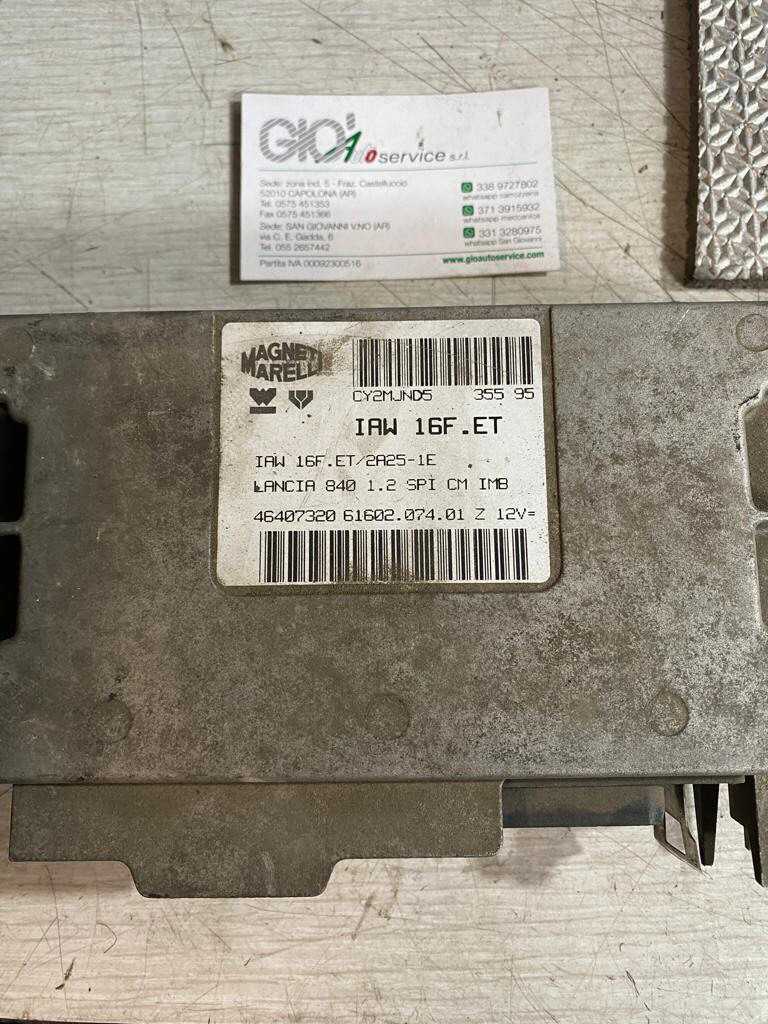 GIO' Auto service s.r.l.
Sede: zona ind. 5 - Fraz. Castelluccio
52010 CAPOLONA (AR)
Tel. 0575 451353
Fax 0575 451366
Sede: SAN GIOVANNI V.NO (AR)
via C. E. Gadda, 6
Tel. 055 2657442
Partita IVA 00092300516
338 9727802
whatsapp carrozzeria
371 3915932
whatsapp meccanica
331 3280975
whatsapp San Giovanni
www.gioautoservice.com
MAGNETI
MARELLI
CY2MJND5 355 95
IAW 16F.ET
IAW 16F.ET/2A25-1E
LANCIA 840 1.2 SPI CM IMB
46407320 61602.074.01 Z 12V=